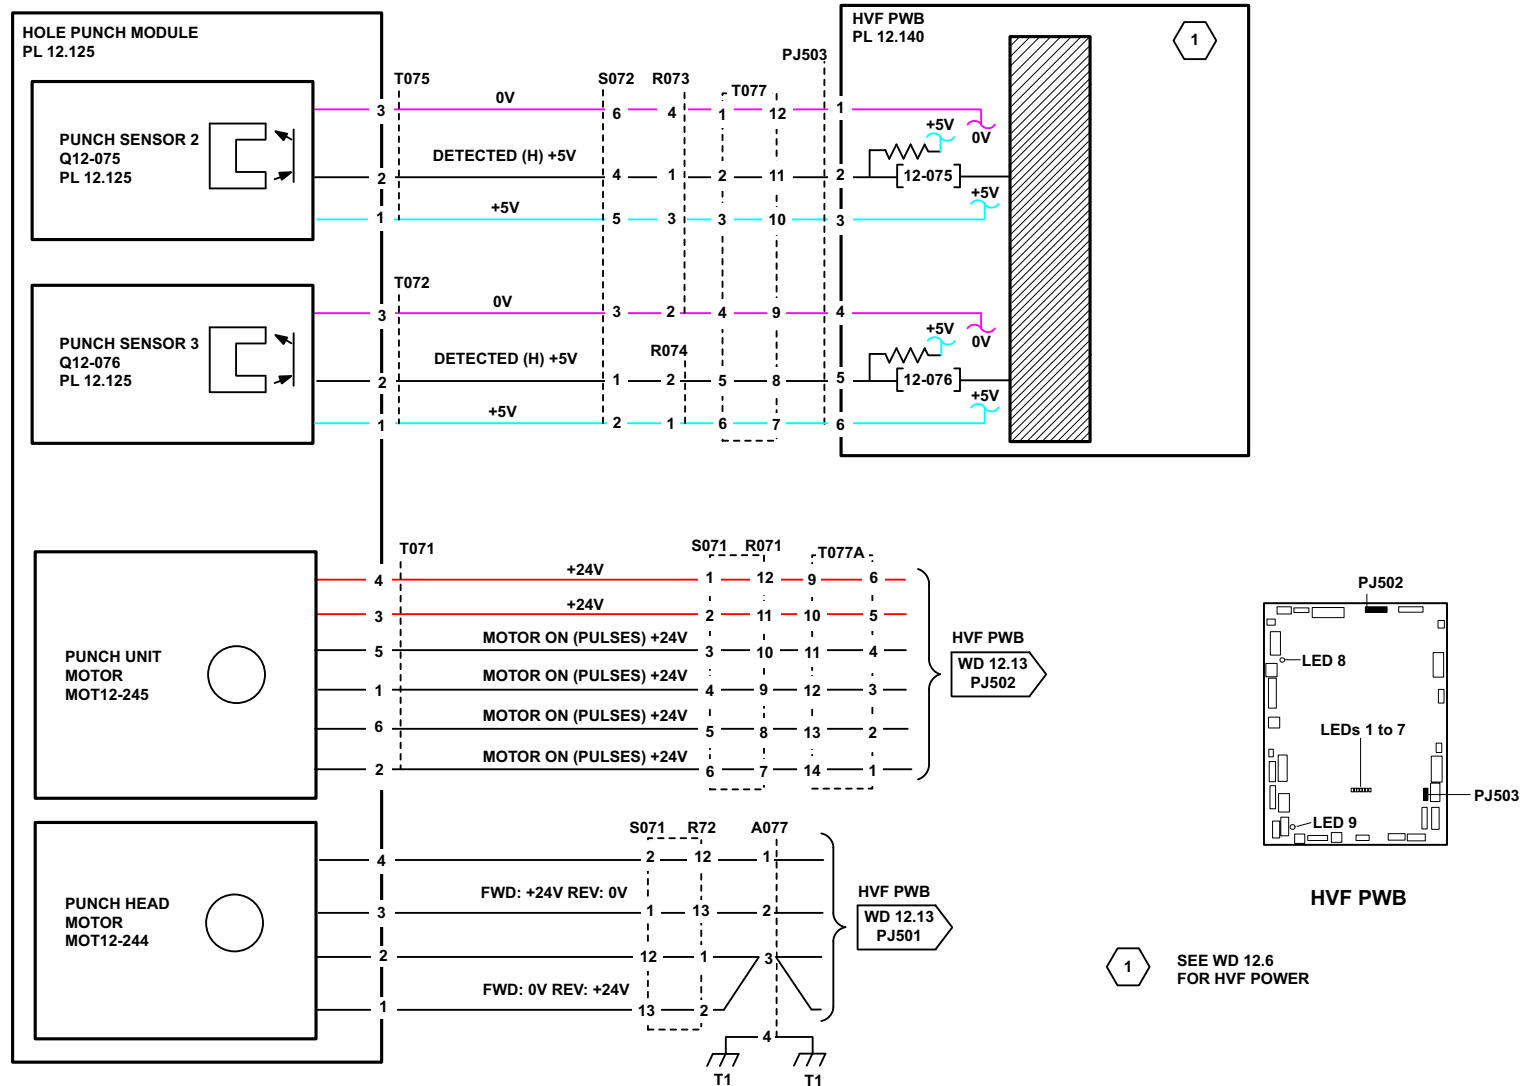 HOLE PUNCH MODULE
PL 12.125
HVF PWB
PL 12.140
1
PJ503
T075
S072
R073
T077
PUNCH SENSOR 2
Q12-075
PL 12.125
3 0V 6 4 1 12 1
+5V
0V
2 DETECTED (H) +5V 4 1 2 11 2
12-075
+5V
1 +5V 5 3 3 10 3
T072
PUNCH SENSOR 3
Q12-076
PL 12.125
3 0V 3 2 4 9 4
+5V
0V
R074
2 DETECTED (H) +5V 1 2 5 8 5
12-076
+5V
1 +5V 2 1 6 7 6
T071
S071
R071
T077A
PUNCH UNIT
MOTOR
MOT12-245
4 +24V 1 12 9 6
3 +24V 2 11 10 5
5 MOTOR ON (PULSES) +24V 3 10 11 4
1 MOTOR ON (PULSES) +24V 4 9 12 3
6 MOTOR ON (PULSES) +24V 5 8 13 2
2 MOTOR ON (PULSES) +24V 6 7 14 1
HVF PWB
WD 12.13
PJ502
S071
R72
A077
PUNCH HEAD
MOTOR
MOT12-244
4 2 12 1
3 FWD: +24V REV: 0V 1 13 2
2 12 1 3
1 FWD: 0V REV: +24V 13 2
4
T1
T1
HVF PWB
WD 12.13
PJ501
PJ502
LED 8
LEDs 1 to 7
PJ503
LED 9
HVF PWB
1
SEE WD 12.6
FOR HVF POWER